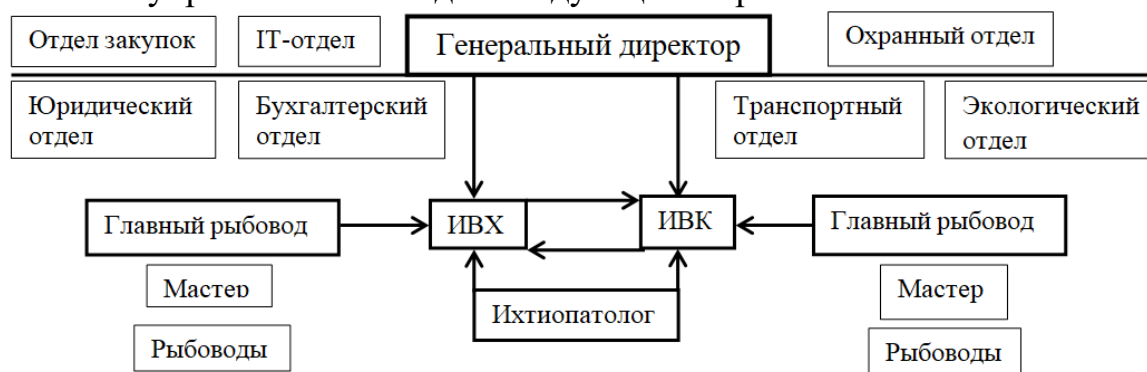 Отдел закупок
IT-отдел
Генеральный директор
Охранный отдел
Юридический
отдел
Бухгалтерский
отдел
Транспортный
отдел
Экологический
отдел
Главный рыбовод
ИВХ
ИВК
Главный рыбовод
Мастер
Ихтиопатолог
Мастер
Рыбоводы
Рыбоводы